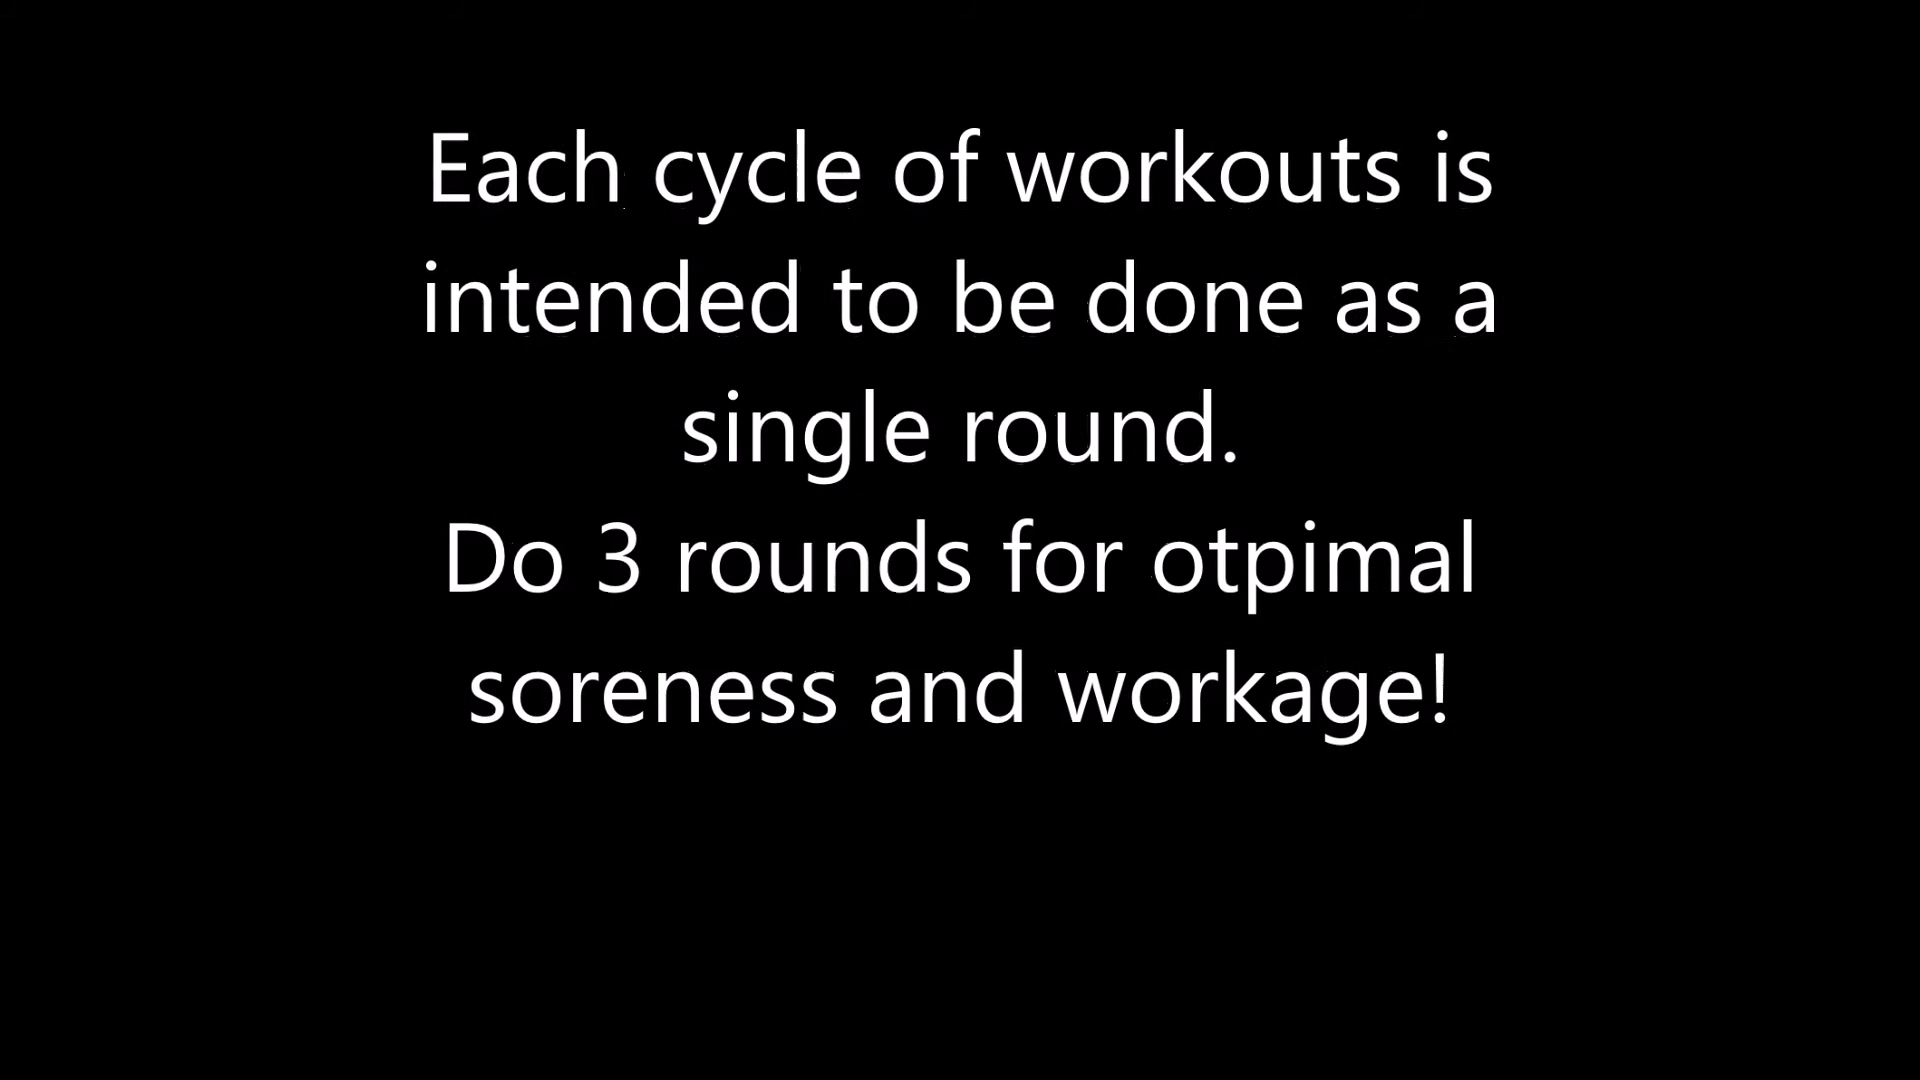 Each cycle of workouts is
intended to be done as a
single round.
Do 3 rounds for otpimal
soreness and workage!